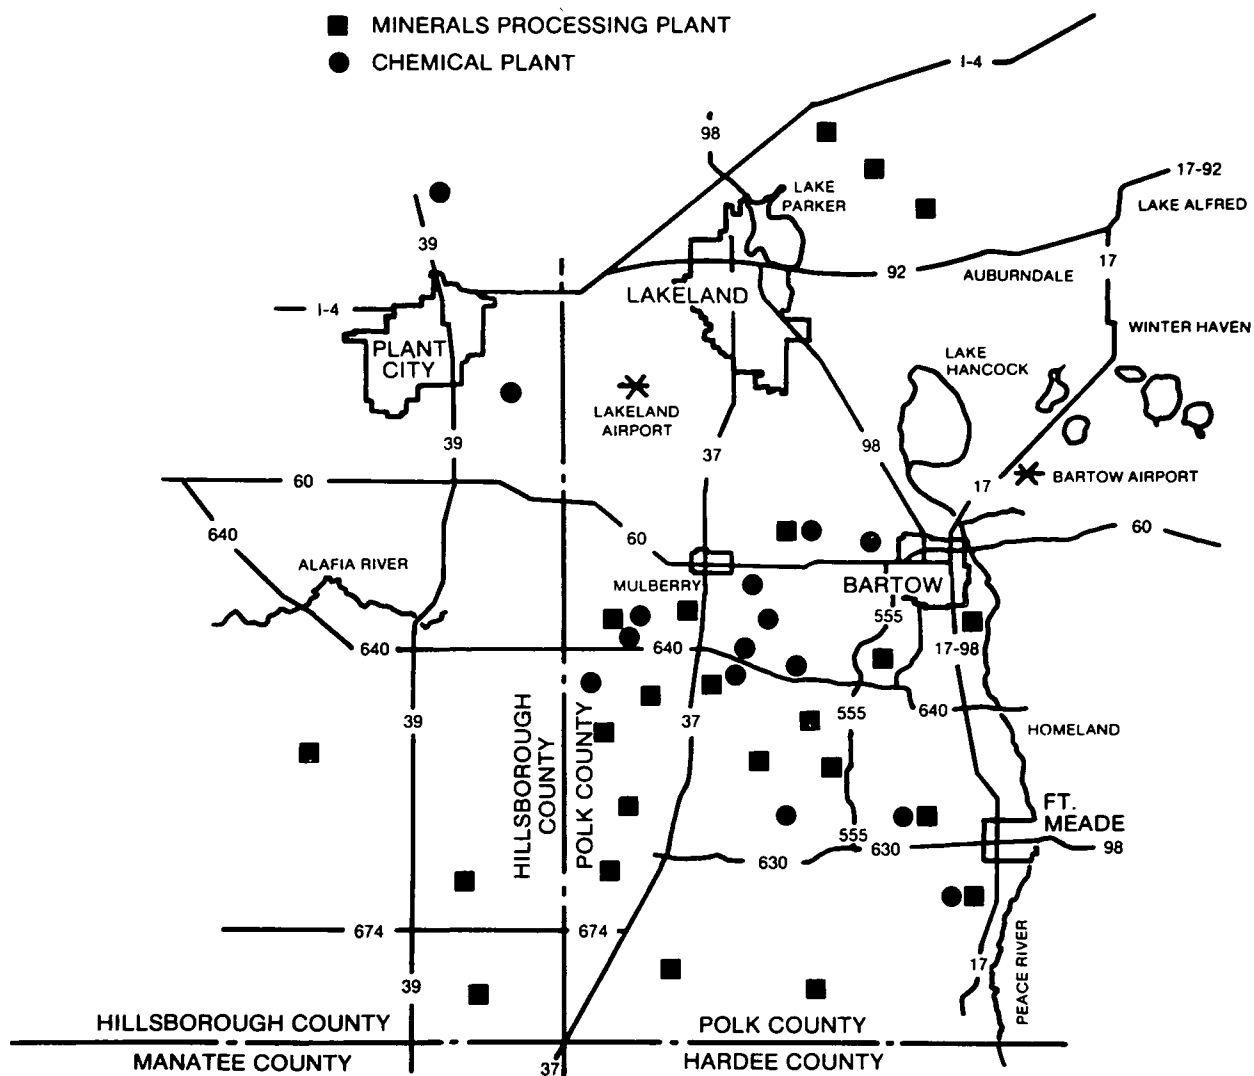 MINERALS PROCESSING PLANT
CHEMICAL PLANT
I-4
98
17-92
LAKE
PARKER
LAKE ALFRED
39
17
92
AUBURNDALE
LAKELAND
I-4
WINTER HAVEN
PLANT
CITY
LAKE
HANCOCK
LAKELAND
AIRPORT
39
37
98
BARTOW AIRPORT
60
17
640
60
60
ALAFIA RIVER
MULBERRY
BARTOW
555
640
640
17-98
39
37
555
640
HOMELAND
HILLSBOROUGH
COUNTY
POLK COUNTY
FT.
MEADE
555
630
630
98
674
674
PEACE RIVER
17
39
HILLSBOROUGH COUNTY
POLK COUNTY
MANATEE COUNTY
HARDEE COUNTY
37